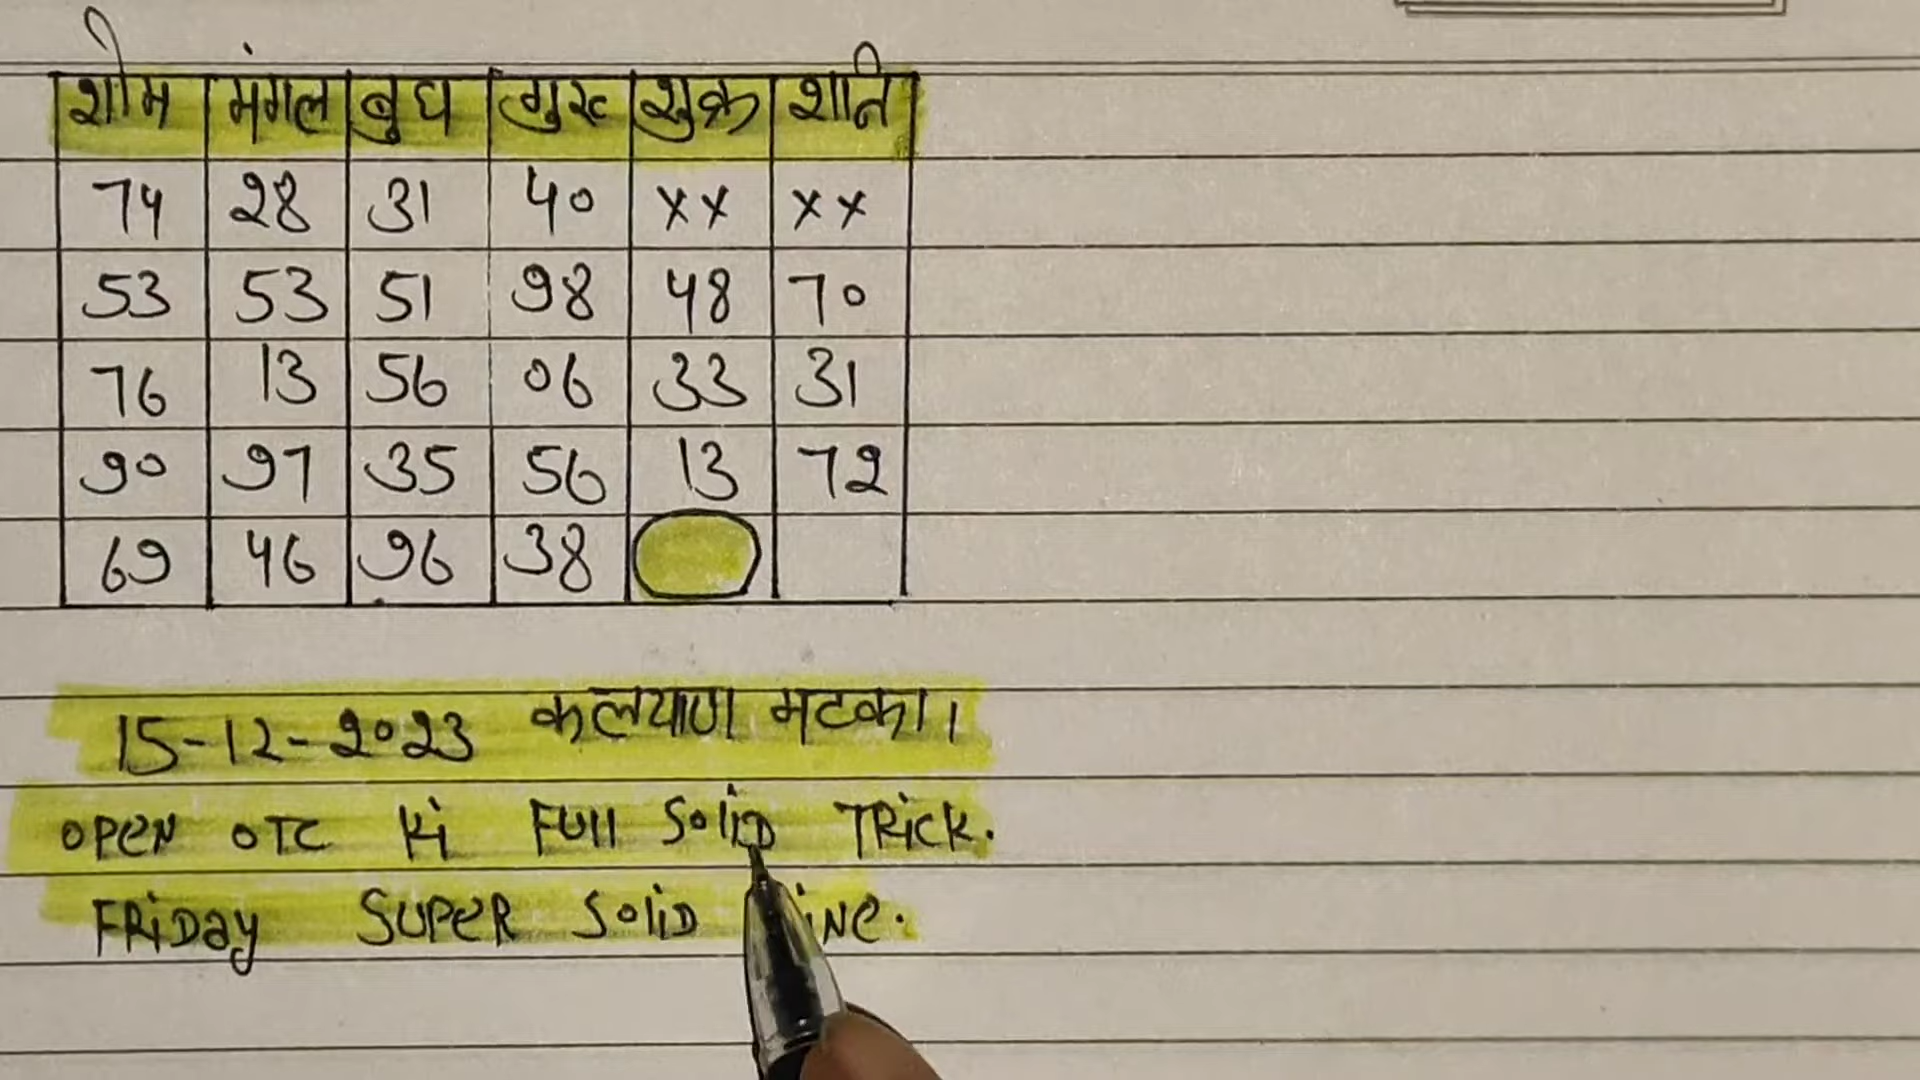 शोम मंगल बुध गुरु शुक्र शनि
74 28 31 40 xx xx
53 53 51 98 48 70
76 13 56 06 33 31
90 97 35 56 13 72
69 46 96 38
15-12-2023 कल्याण मटका।
OPEN OTC Ki FUll Solid TRicK.
FRiDay SUPER SoliD